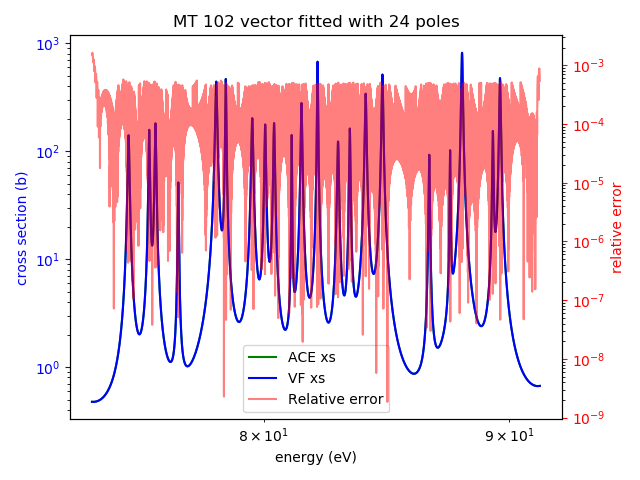 MT 102 vector fitted with 24 poles
cross section (b)
10³
10²
10¹
10⁰
10⁻³
10⁻⁴
10⁻⁵
10⁻⁶
10⁻⁷
10⁻⁸
10⁻⁹
relative error
ACE xs
VF xs
Relative error
8 × 10¹
9 × 10¹
energy (eV)